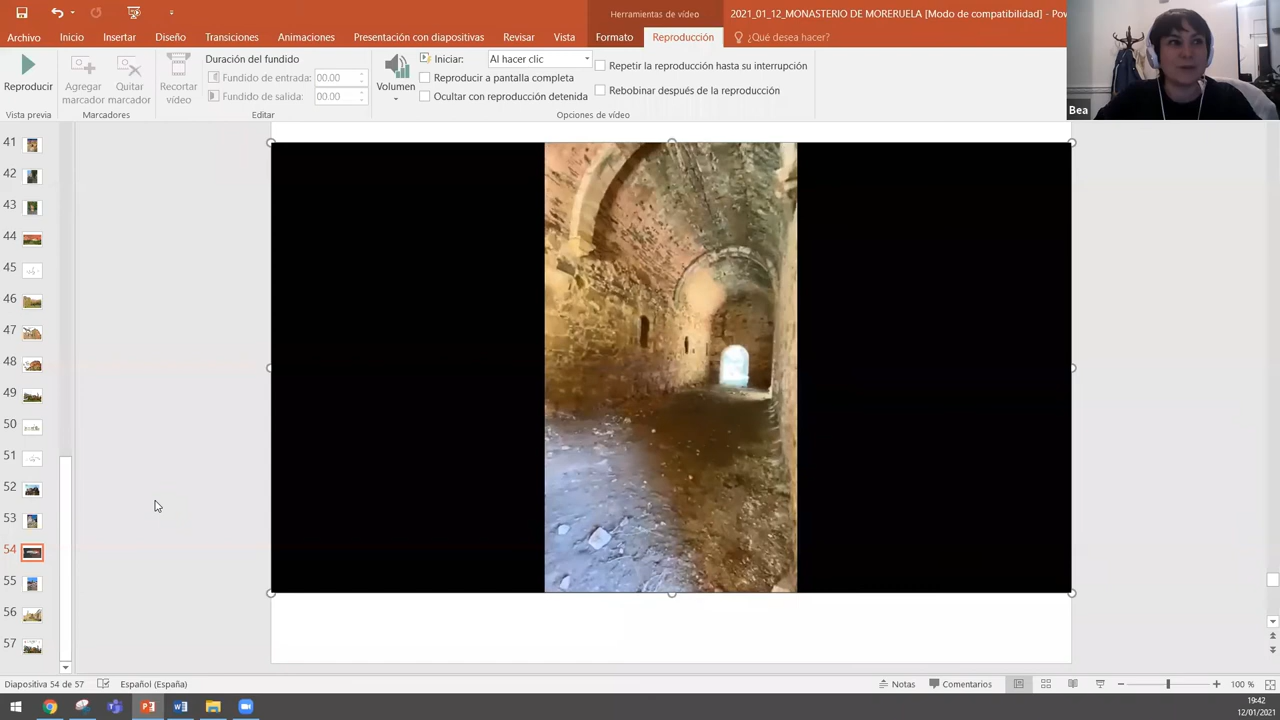 Herramientas de vídeo
2021_01_12_MONASTERIO DE MORERUELA [Modo de compatibilidad] - Pow
Archivo Inicio Insertar Diseño Transiciones Animaciones Presentación con diapositivas Revisar Vista Formato Reproducción ¿Qué desea hacer?
Reproducir
Vista previa
Agregar marcador
Quitar marcador
Marcadores
Recortar vídeo
Duración del fundido
Fundido de entrada: 00.00
Fundido de salida: 00.00
Editar
Volumen
Iniciar: Al hacer clic
Reproducir a pantalla completa
Ocultar con reproducción detenida
Repetir la reproducción hasta su interrupción
Rebobinar después de la reproducción
Opciones de vídeo
Bea
41
42
43
44
45
46
47
48
49
50
51
52
53
54
55
56
57
Diapositiva 54 de 57 Español (España) Notas Comentarios 100 %
19:42
12/01/2021